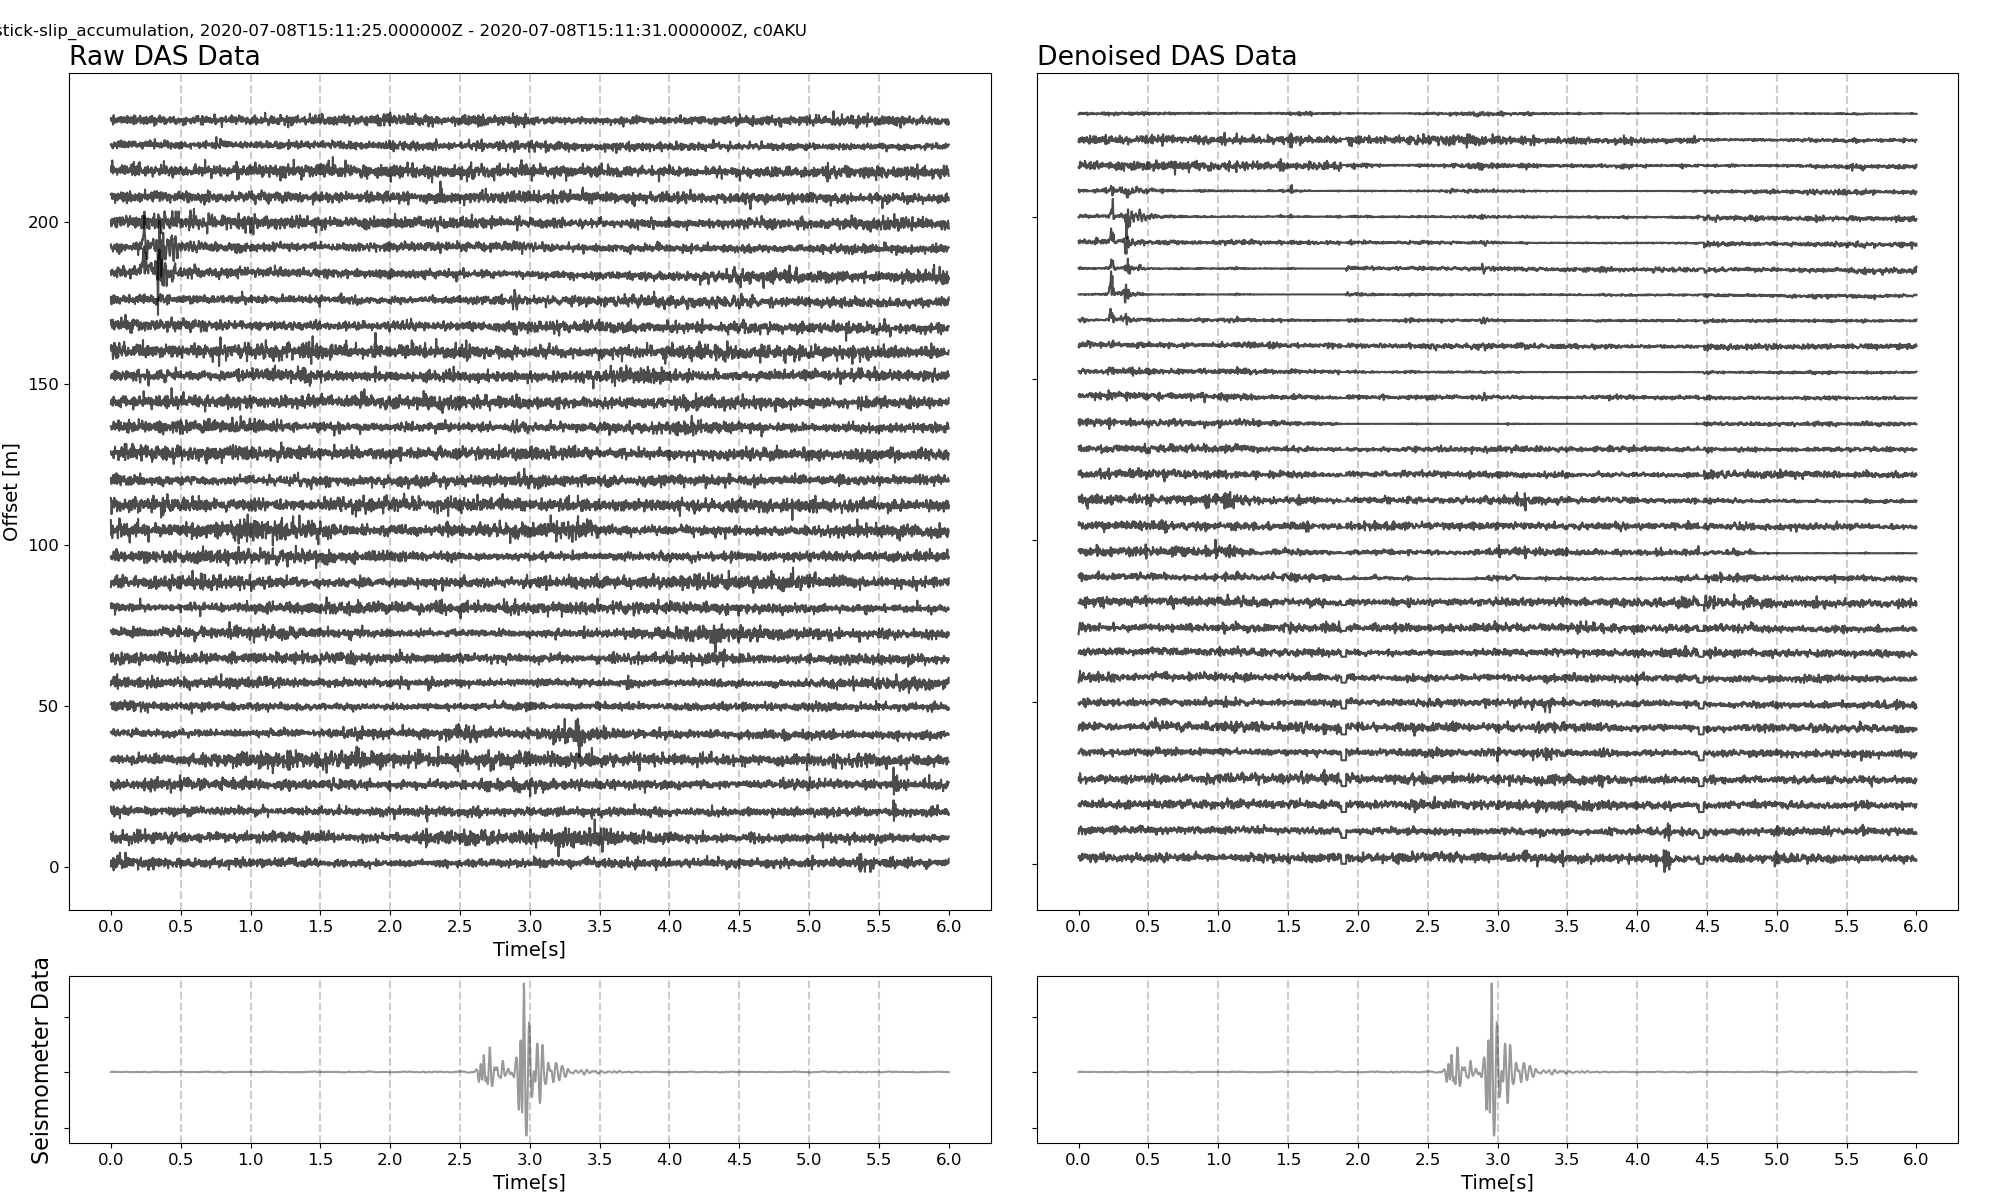 stick-slip_accumulation, 2020-07-08T15:11:25.000000Z - 2020-07-08T15:11:31.000000Z, c0AKU
Raw DAS Data
Denoised DAS Data
Offset [m]
200
150
100
50
0
0.0 0.5 1.0 1.5 2.0 2.5 3.0 3.5 4.0 4.5 5.0 5.5 6.0
Time[s]
0.0 0.5 1.0 1.5 2.0 2.5 3.0 3.5 4.0 4.5 5.0 5.5 6.0
Seismometer Data
0.0 0.5 1.0 1.5 2.0 2.5 3.0 3.5 4.0 4.5 5.0 5.5 6.0
Time[s]
0.0 0.5 1.0 1.5 2.0 2.5 3.0 3.5 4.0 4.5 5.0 5.5 6.0
Time[s]